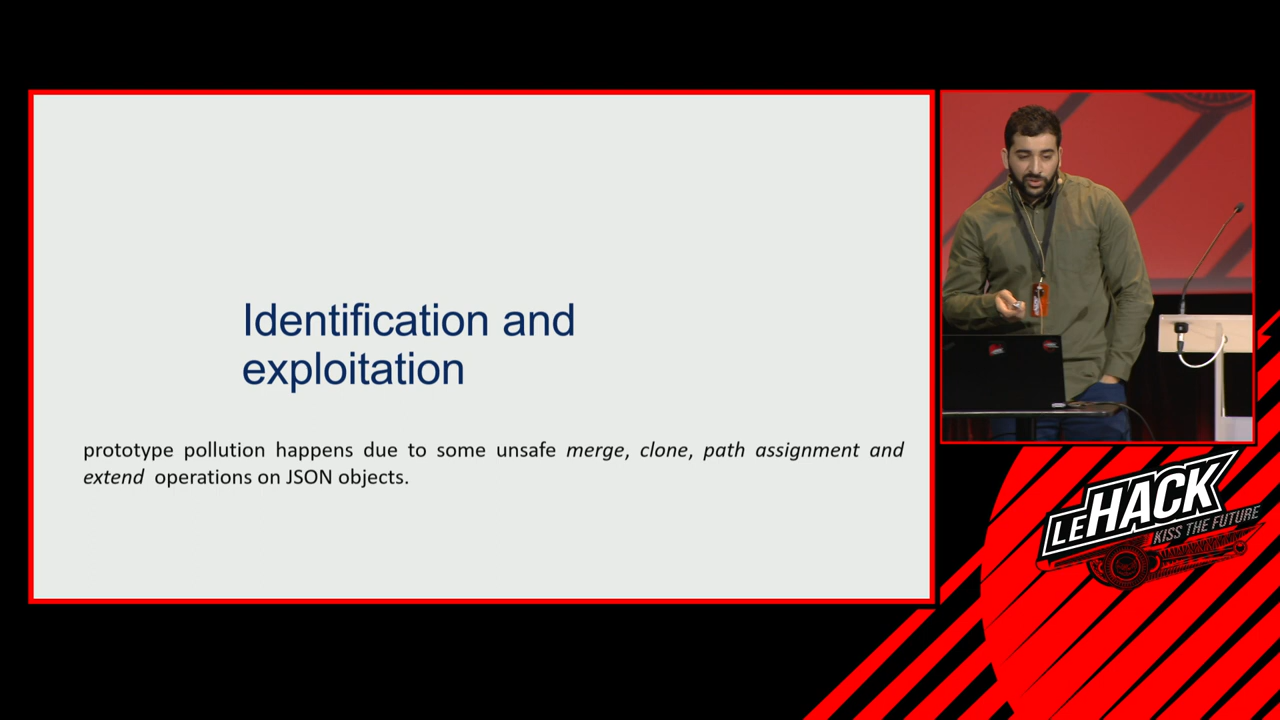 Identification and
exploitation
prototype pollution happens due to some unsafe merge, clone, path assignment and
extend operations on JSON objects.
LEHACK
KISS THE FUTURE